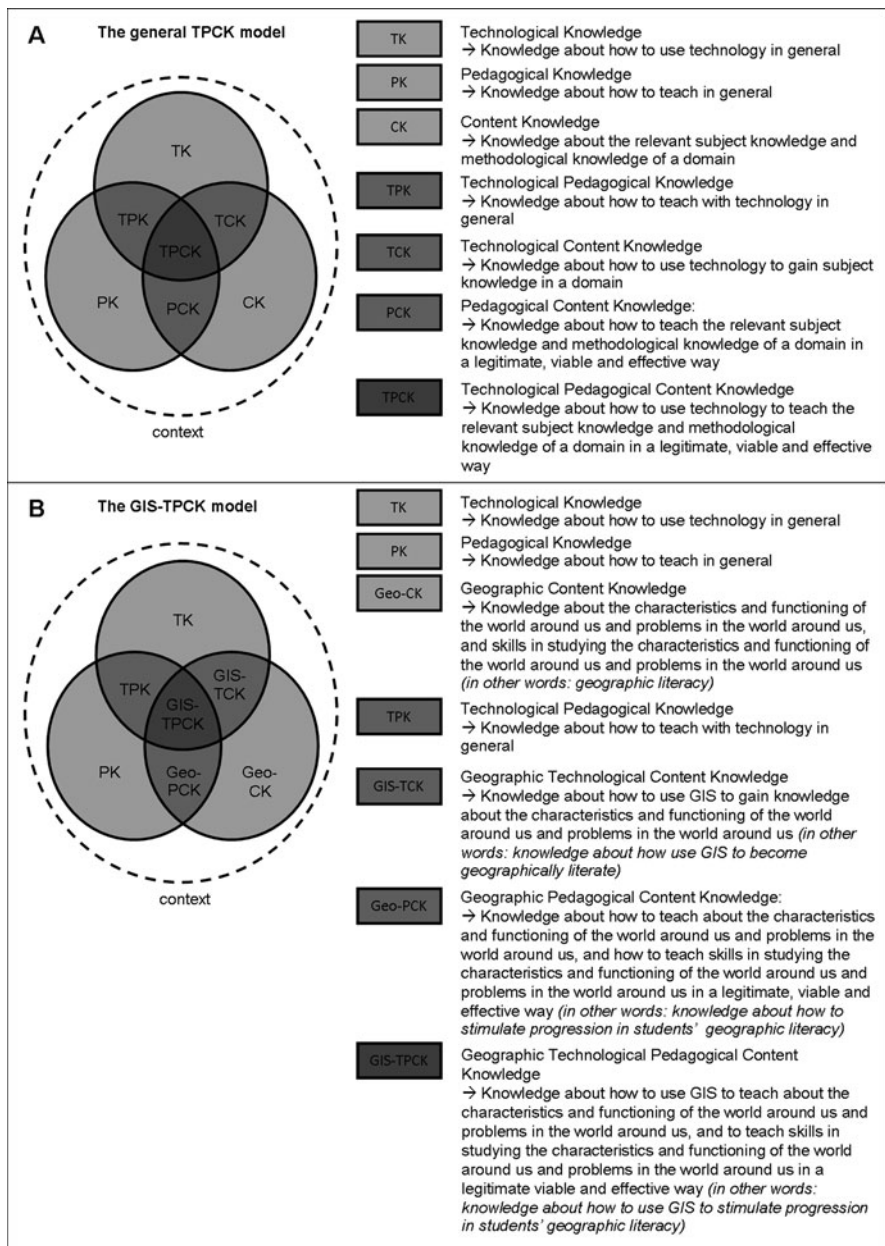 A
The general TPCK model
TK
TPK
TCK
TPCK
PK
PCK
CK
context
TK
Technological Knowledge
→ Knowledge about how to use technology in general
PK
Pedagogical Knowledge
→ Knowledge about how to teach in general
CK
Content Knowledge
→ Knowledge about the relevant subject knowledge and
methodological knowledge of a domain
TPK
Technological Pedagogical Knowledge
→ Knowledge about how to teach with technology in
general
TCK
Technological Content Knowledge
→ Knowledge about how to use technology to gain subject
knowledge in a domain
PCK
Pedagogical Content Knowledge:
→ Knowledge about how to teach the relevant subject
knowledge and methodological knowledge of a domain in
a legitimate, viable and effective way
TPCK
Technological Pedagogical Content Knowledge
→ Knowledge about how to use technology to teach the
relevant subject knowledge and methodological
knowledge of a domain in a legitimate, viable and effective
way
B
The GIS-TPCK model
TK
TPK
GIS-
TCK
GIS-
TPCK
PK
Geo-
PCK
Geo-
CK
context
TK
Technological Knowledge
→ Knowledge about how to use technology in general
PK
Pedagogical Knowledge
→ Knowledge about how to teach in general
Geo-CK
Geographic Content Knowledge
→ Knowledge about the characteristics and functioning of
the world around us and problems in the world around us,
and skills in studying the characteristics and functioning of
the world around us and problems in the world around us
(in other words: geographic literacy)
TPK
Technological Pedagogical Knowledge
→ Knowledge about how to teach with technology in
general
GIS-TCK
Geographic Technological Content Knowledge
→ Knowledge about how to use GIS to gain knowledge
about the characteristics and functioning of the world
around us and problems in the world around us (in other
words: knowledge about how use GIS to become
geographically literate)
Geo-PCK
Geographic Pedagogical Content Knowledge:
→ Knowledge about how to teach about the characteristics
and functioning of the world around us and problems in the
world around us, and how to teach skills in studying the
characteristics and functioning of the world around us and
problems in the world around us in a legitimate, viable and
effective way (in other words: knowledge about how to
stimulate progression in students' geographic literacy)
GIS-TPCK
Geographic Technological Pedagogical Content
Knowledge
→ Knowledge about how to use GIS to teach about the
characteristics and functioning of the world around us and
problems in the world around us, and to teach skills in
studying the characteristics and functioning of the world
around us and problems in the world around us in a
legitimate viable and effective way (in other words:
knowledge about how to use GIS to stimulate progression
in students' geographic literacy)